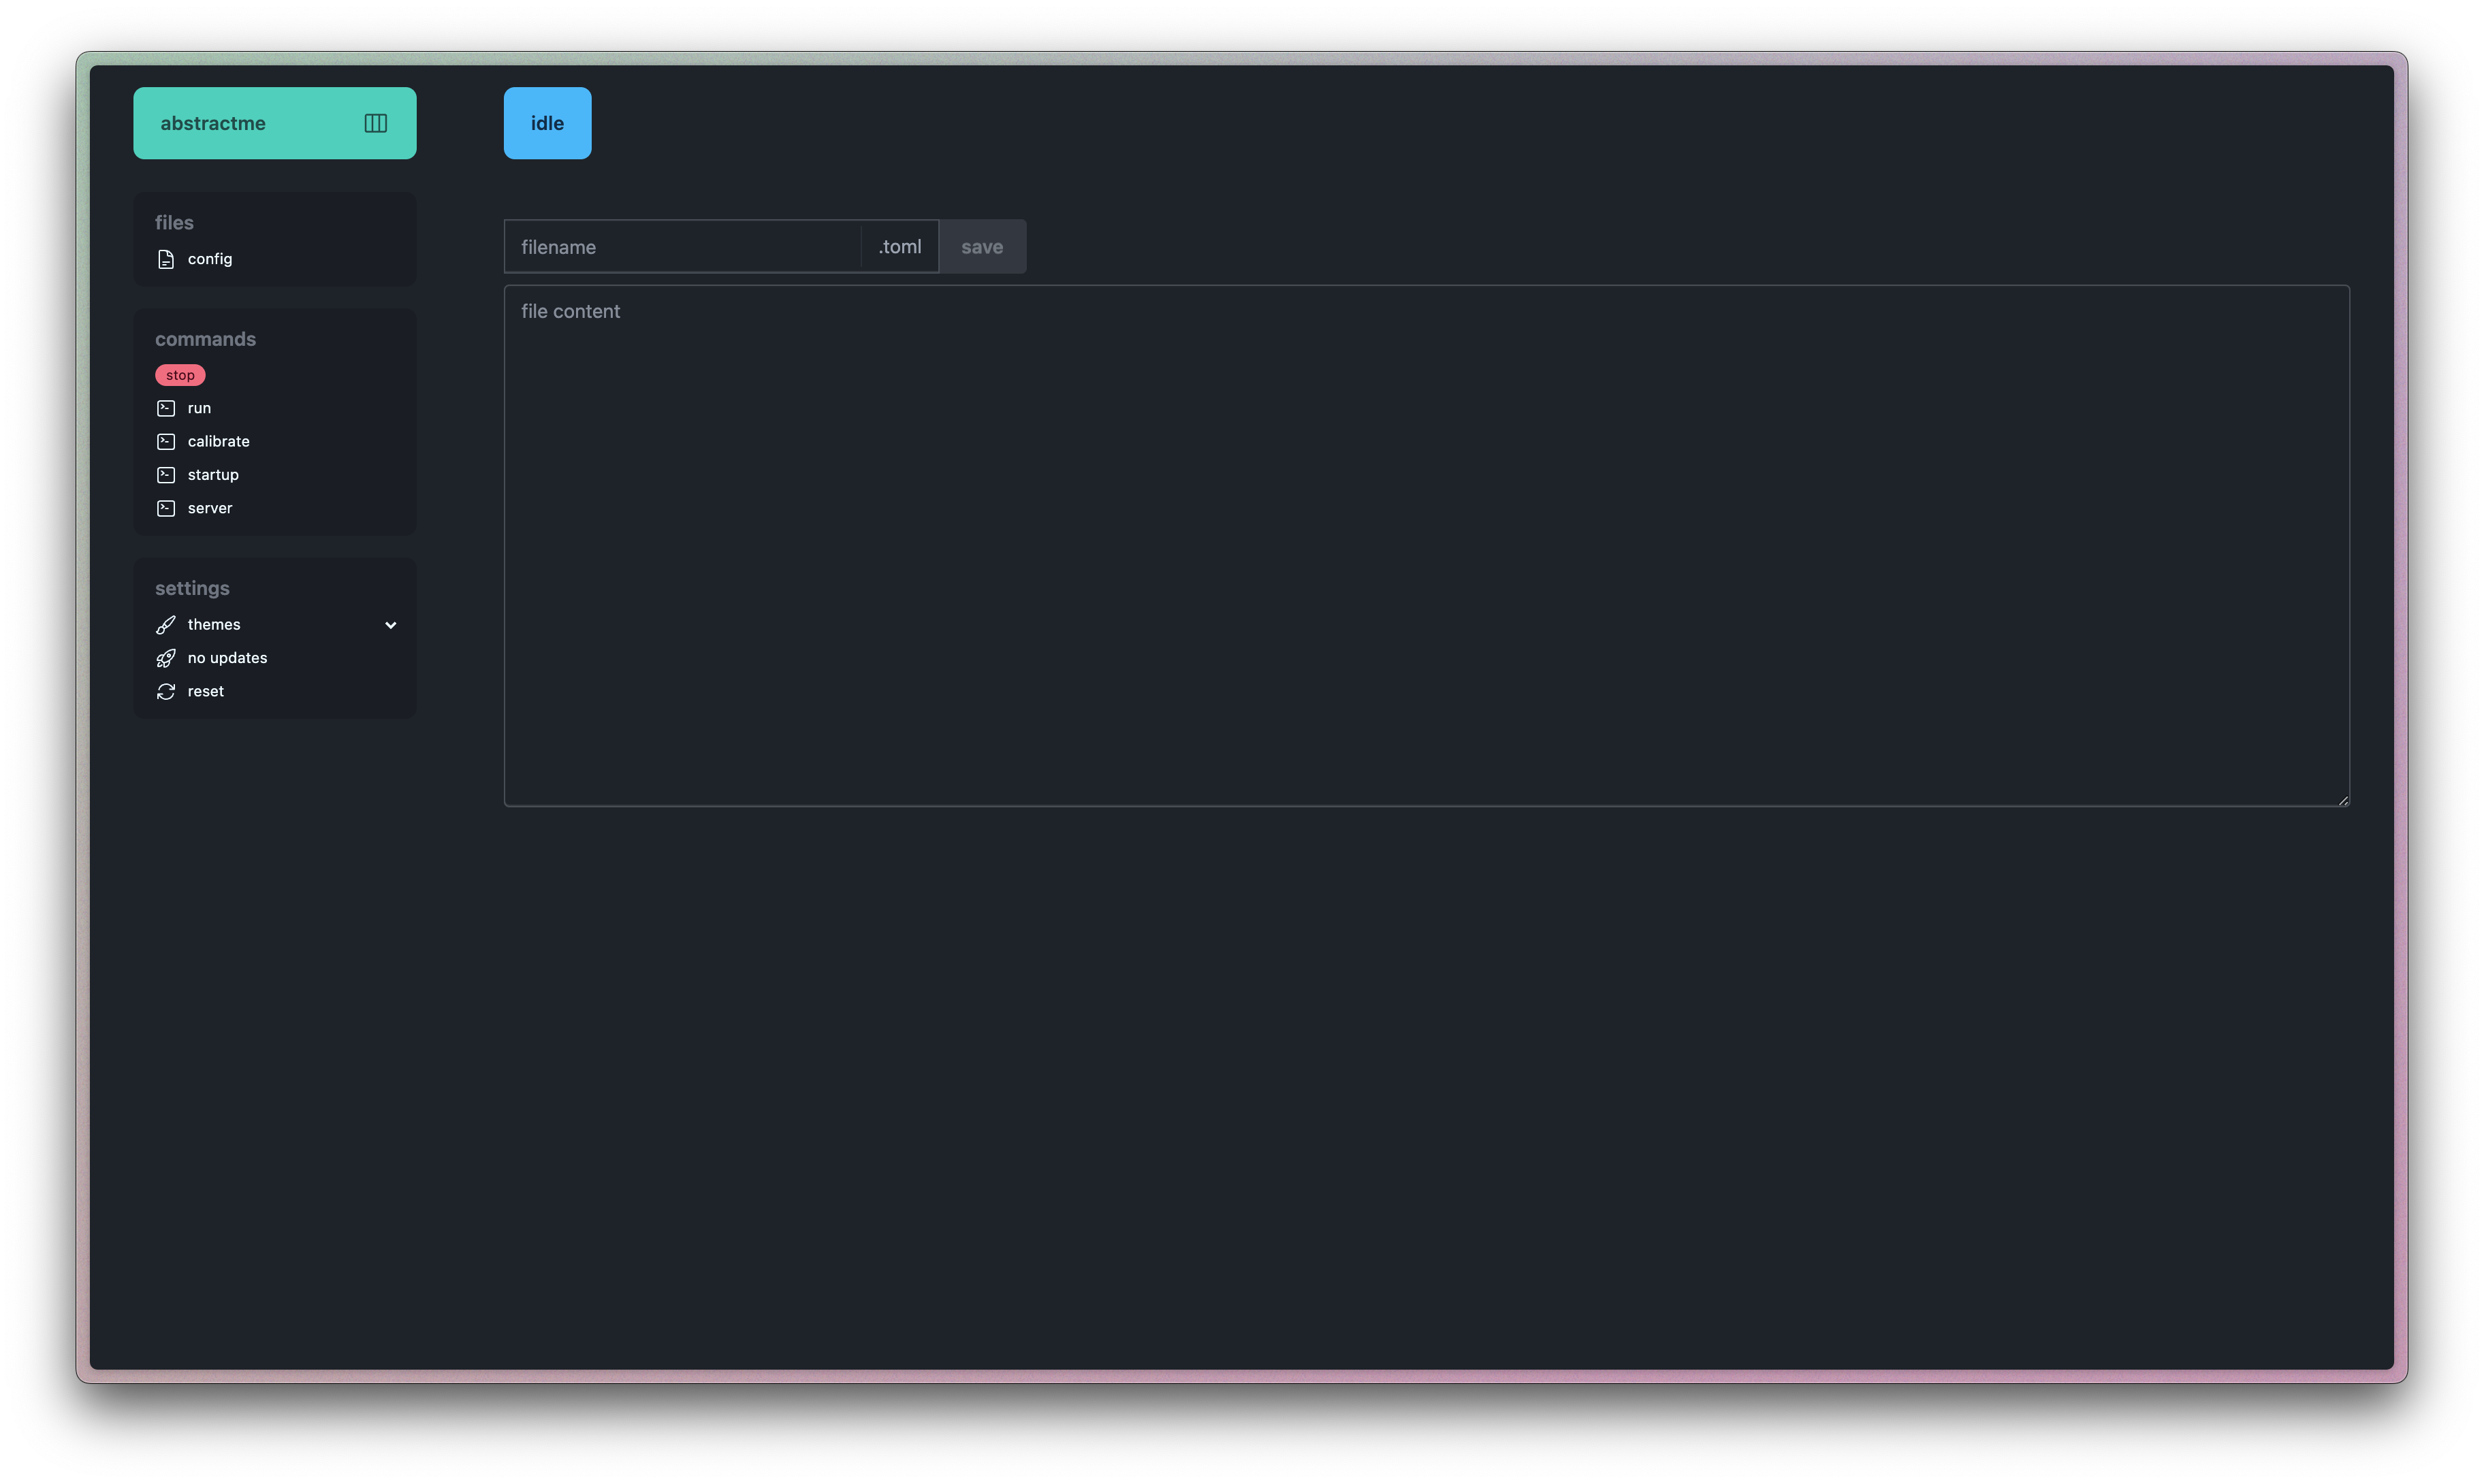 abstractme
idle
files
config
commands
stop
run
calibrate
startup
server
settings
themes
no updates
reset
filename
.toml
save
file content